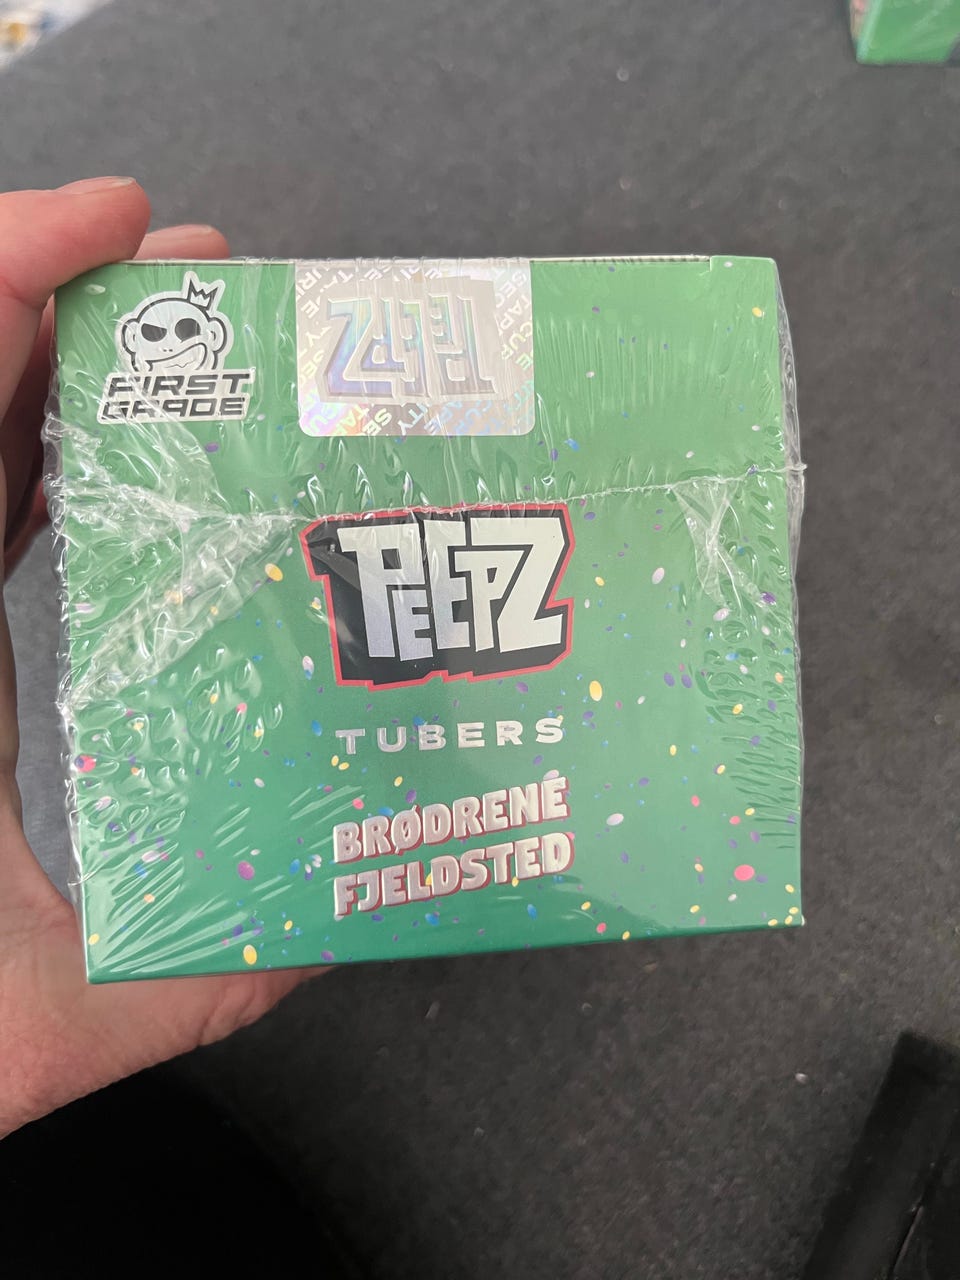 FIRST
GRADE
PEEPZ
PEEPZ
TUBERS
BRØDRENE
FJELDSTED